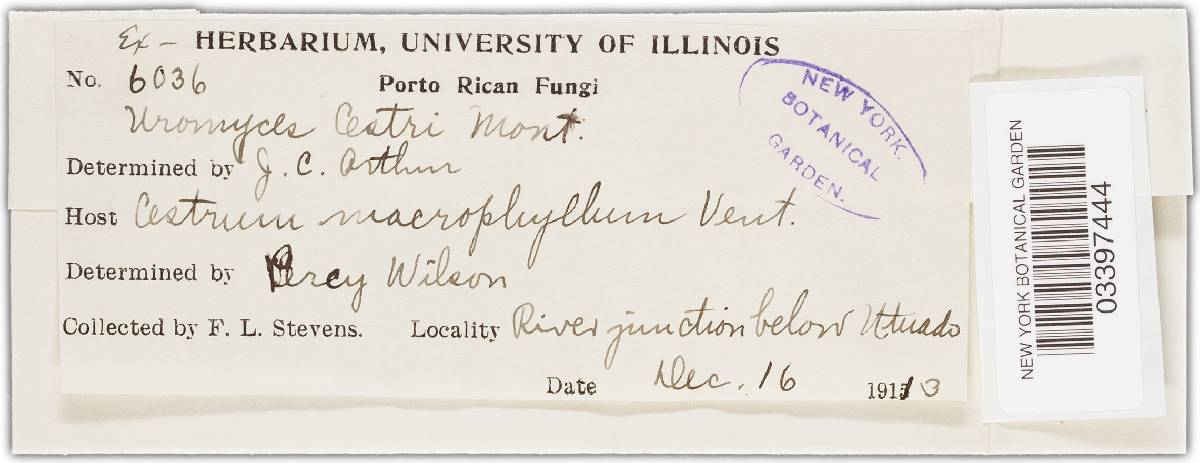 Ex - HERBARIUM, UNIVERSITY OF ILLINOIS
No. 6036 Porto Rican Fungi
Uromyces Cestri Mont.
Determined by J. C. Arthur
Host Cestrum macrophyllum Vent.
Determined by Percy Wilson
Collected by F. L. Stevens. Locality River junction below Utuado
Date Dec. 16 1913
NEW YORK
BOTANICAL
GARDEN.
NEW YORK BOTANICAL GARDEN
03397444